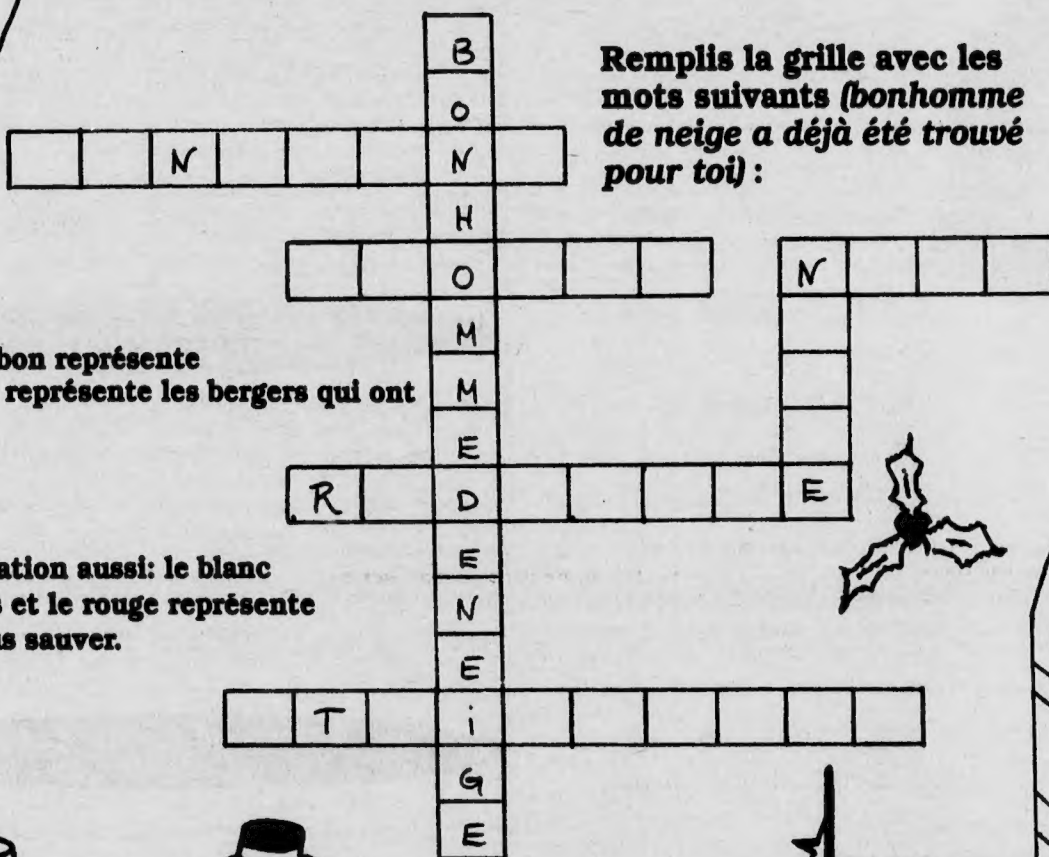 Remplis la grille avec les
mots suivants (bonhomme
de neige a déjà été trouvé
pour toi) :
B
O
N
N
H
O
N
M
M
E
R
D
E
E
N
E
T
i
G
E
bon représente
représente les bergers qui ont
ation aussi: le blanc
et le rouge représente
sauver.